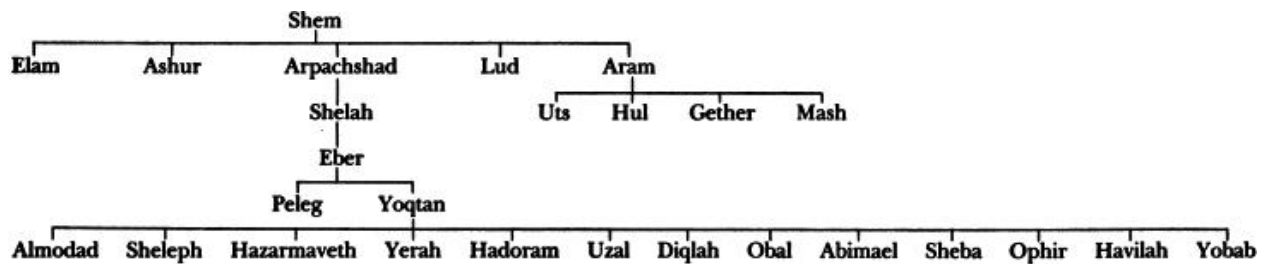 Shem
Elam Ashur Arpachshad Lud Aram
Shelah Uts Hul Gether Mash
Eber
Peleg Yoqtan
Almodad Sheleph Hazarmaveth Yerah Hadoram Uzal Diqlah Obal Abimael Sheba Ophir Havilah Yobab